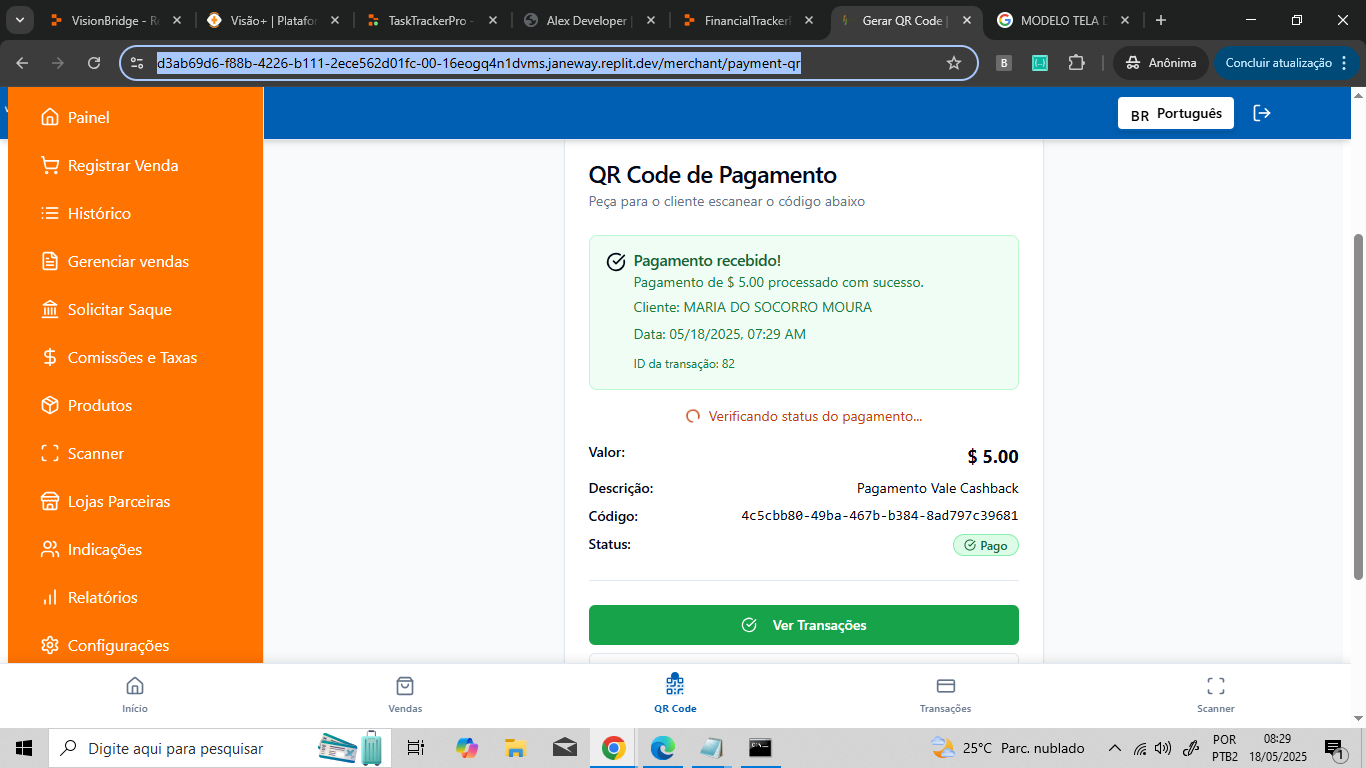 VisionBridge - Re
Visão+ | Platafor
TaskTrackerPro -
Alex Developer |
FinancialTrackerP
Gerar QR Code |
MODELO TELA D
d3ab69d6-f88b-4226-b111-2ece562d01fc-00-16eogq4n1dvms.janeway.replit.dev/merchant/payment-qr
B
Anônima
Concluir atualização
BR Português
Painel
Registrar Venda
Histórico
Gerenciar vendas
Solicitar Saque
Comissões e Taxas
Produtos
Scanner
Lojas Parceiras
Indicações
Relatórios
Configurações
QR Code de Pagamento
Peça para o cliente escanear o código abaixo
Pagamento recebido!
Pagamento de $ 5.00 processado com sucesso.
Cliente: MARIA DO SOCORRO MOURA
Data: 05/18/2025, 07:29 AM
ID da transação: 82
Verificando status do pagamento...
Valor: $ 5.00
Descrição: Pagamento Vale Cashback
Código: 4c5cbb80-49ba-467b-b384-8ad797c39681
Status: Pago
Ver Transações
Início
Vendas
QR Code
Transações
Scanner
Digite aqui para pesquisar
25°C Parc. nublado
POR
PTB2
08:29
18/05/2025
1